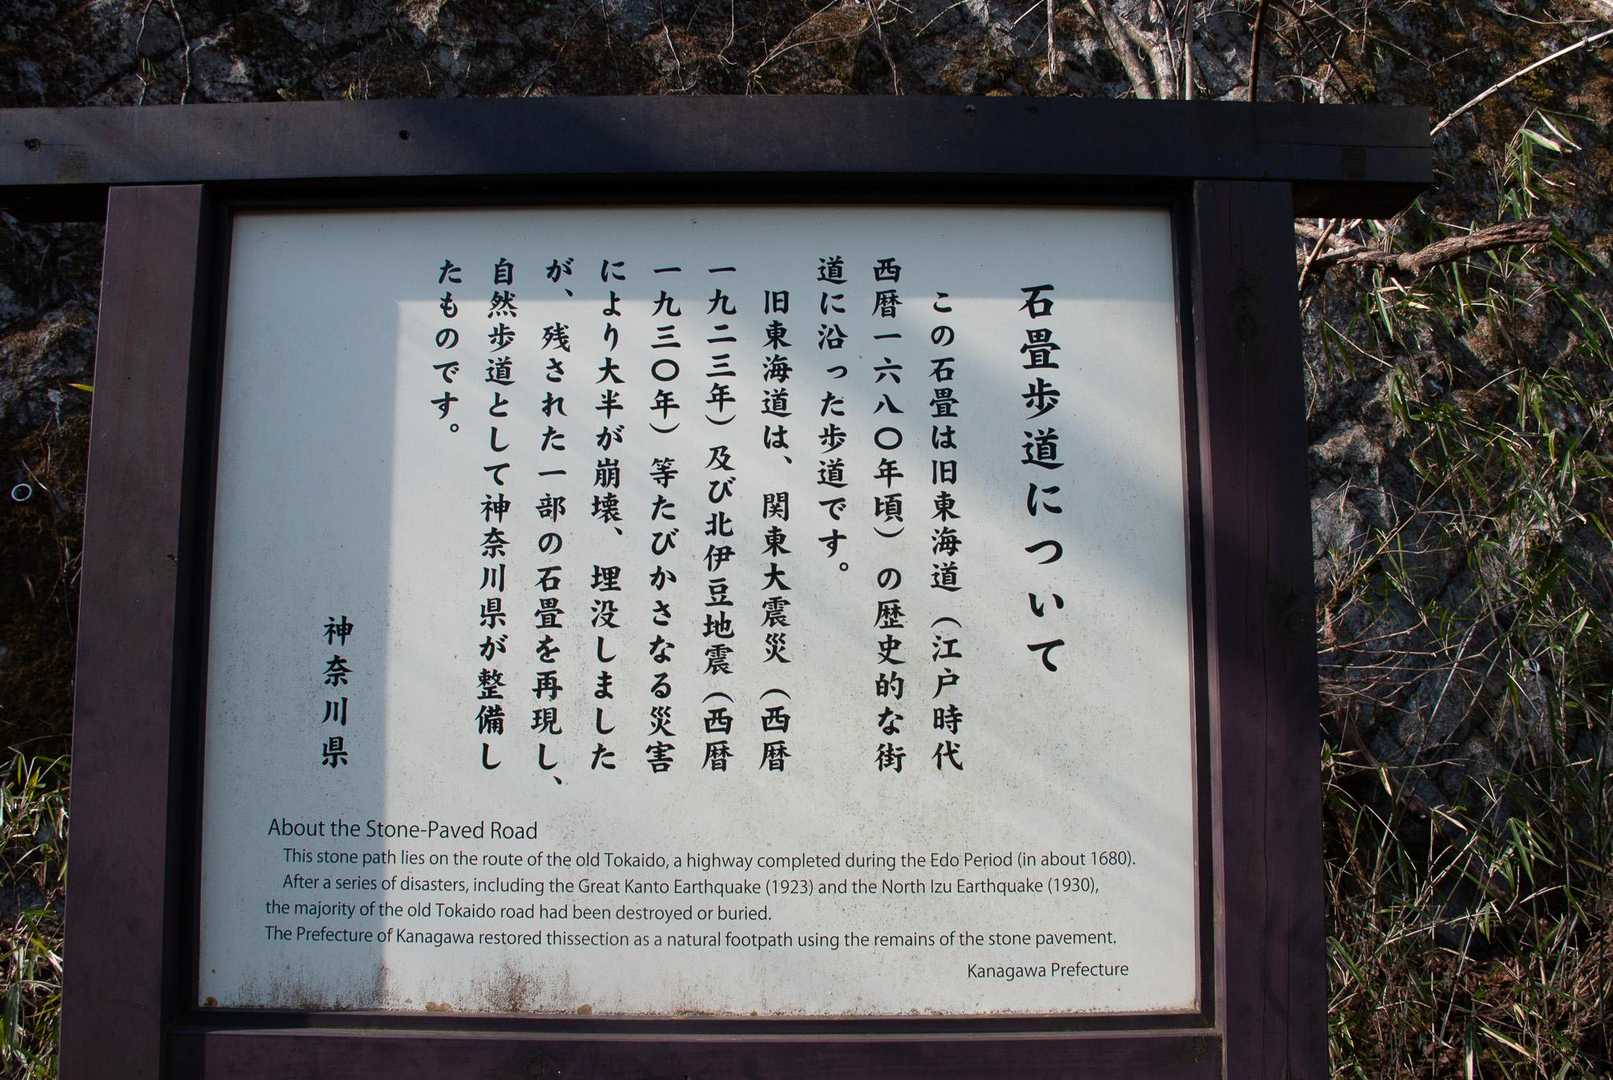 石畳歩道について
この石畳は旧東海道（江戸時代
西暦一六八〇年頃）の歴史的な街
道に沿った歩道です。
旧東海道は、関東大震災（西暦
一九二三年）及び北伊豆地震（西暦
一九三〇年）等たびかさなる災害
により大半が崩壊、埋没しました
が、残された一部の石畳を再現し、
自然歩道として神奈川県が整備し
たものです。
神奈川県
About the Stone-Paved Road
This stone path lies on the route of the old Tokaido, a highway completed during the Edo Period (in about 1680).
After a series of disasters, including the Great Kanto Earthquake (1923) and the North Izu Earthquake (1930),
the majority of the old Tokaido road had been destroyed or buried.
The Prefecture of Kanagawa restored thissection as a natural footpath using the remains of the stone pavement.
Kanagawa Prefecture